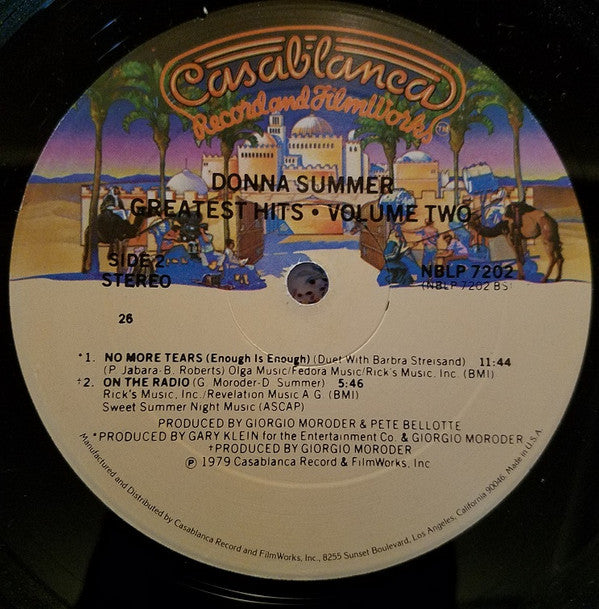 Casablanca
Record and FilmWorks TM
DONNA SUMMER
GREATEST HITS • VOLUME TWO
SIDE 2
STEREO
NBLP 7202
(NBLP 7202 BS)
26
*1. NO MORE TEARS (Enough Is Enough) (Duet With Barbra Streisand) 11:44
(P. Jabara-B. Roberts) Olga Music/Fedora Music/Rick's Music, Inc. (BMI)
†2. ON THE RADIO (G. Moroder-D. Summer) 5:46
Rick's Music, Inc./Revelation Music A.G. (BMI)
Sweet Summer Night Music (ASCAP)
PRODUCED BY GIORGIO MORODER & PETE BELLOTTE
*PRODUCED BY GARY KLEIN for the Entertainment Co. & GIORGIO MORODER
†PRODUCED BY GIORGIO MORODER
℗ 1979 Casablanca Record & FilmWorks, Inc
Manufactured and Distributed by Casablanca Record and FilmWorks, Inc., 8255 Sunset Boulevard, Los Angeles, California 90046. Made in U.S.A.